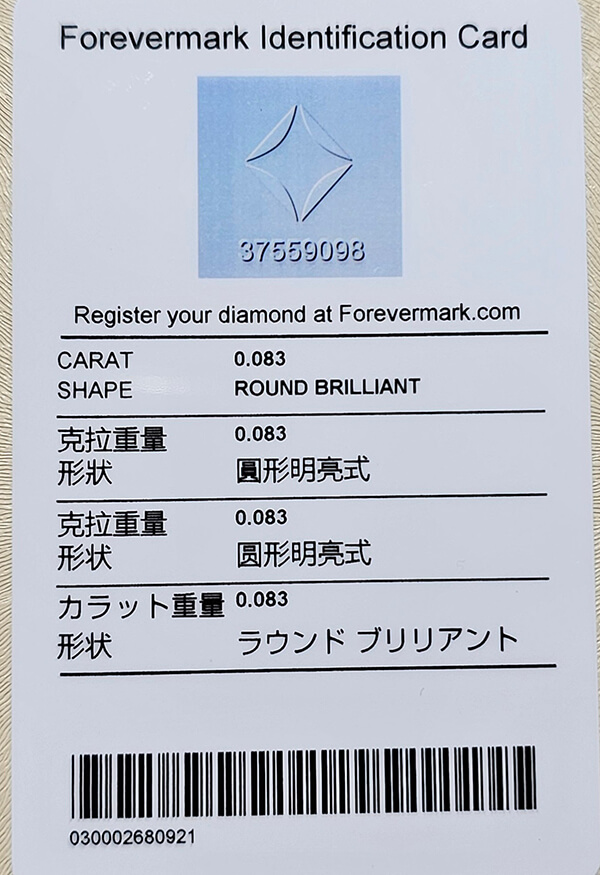 Forevermark Identification Card
37559098
Register your diamond at Forevermark.com
CARAT 0.083
SHAPE ROUND BRILLIANT
克拉重量 0.083
形狀 圓形明亮式
克拉重量 0.083
形状 圆形明亮式
カラット重量 0.083
形状 ラウンド ブリリアント
030002680921